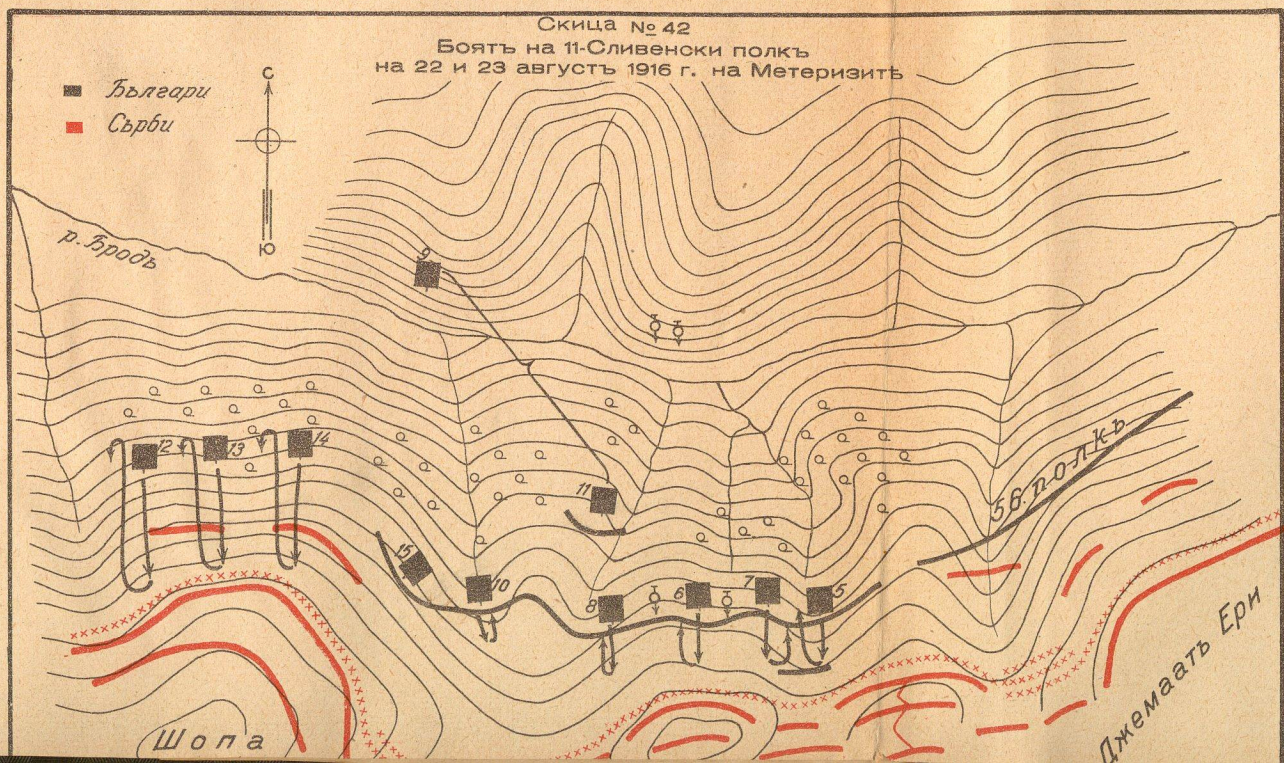 Скица № 42
Боятъ на 11-Сливенски полкъ
на 22 и 23 августъ 1916 г. на Метеризитѣ
Българи
Сърби
С
Ю
р. Бродъ
9
12
13
14
11
56. полкъ
15
10
8
6
7
5
Джемаатъ Ери
Шопа